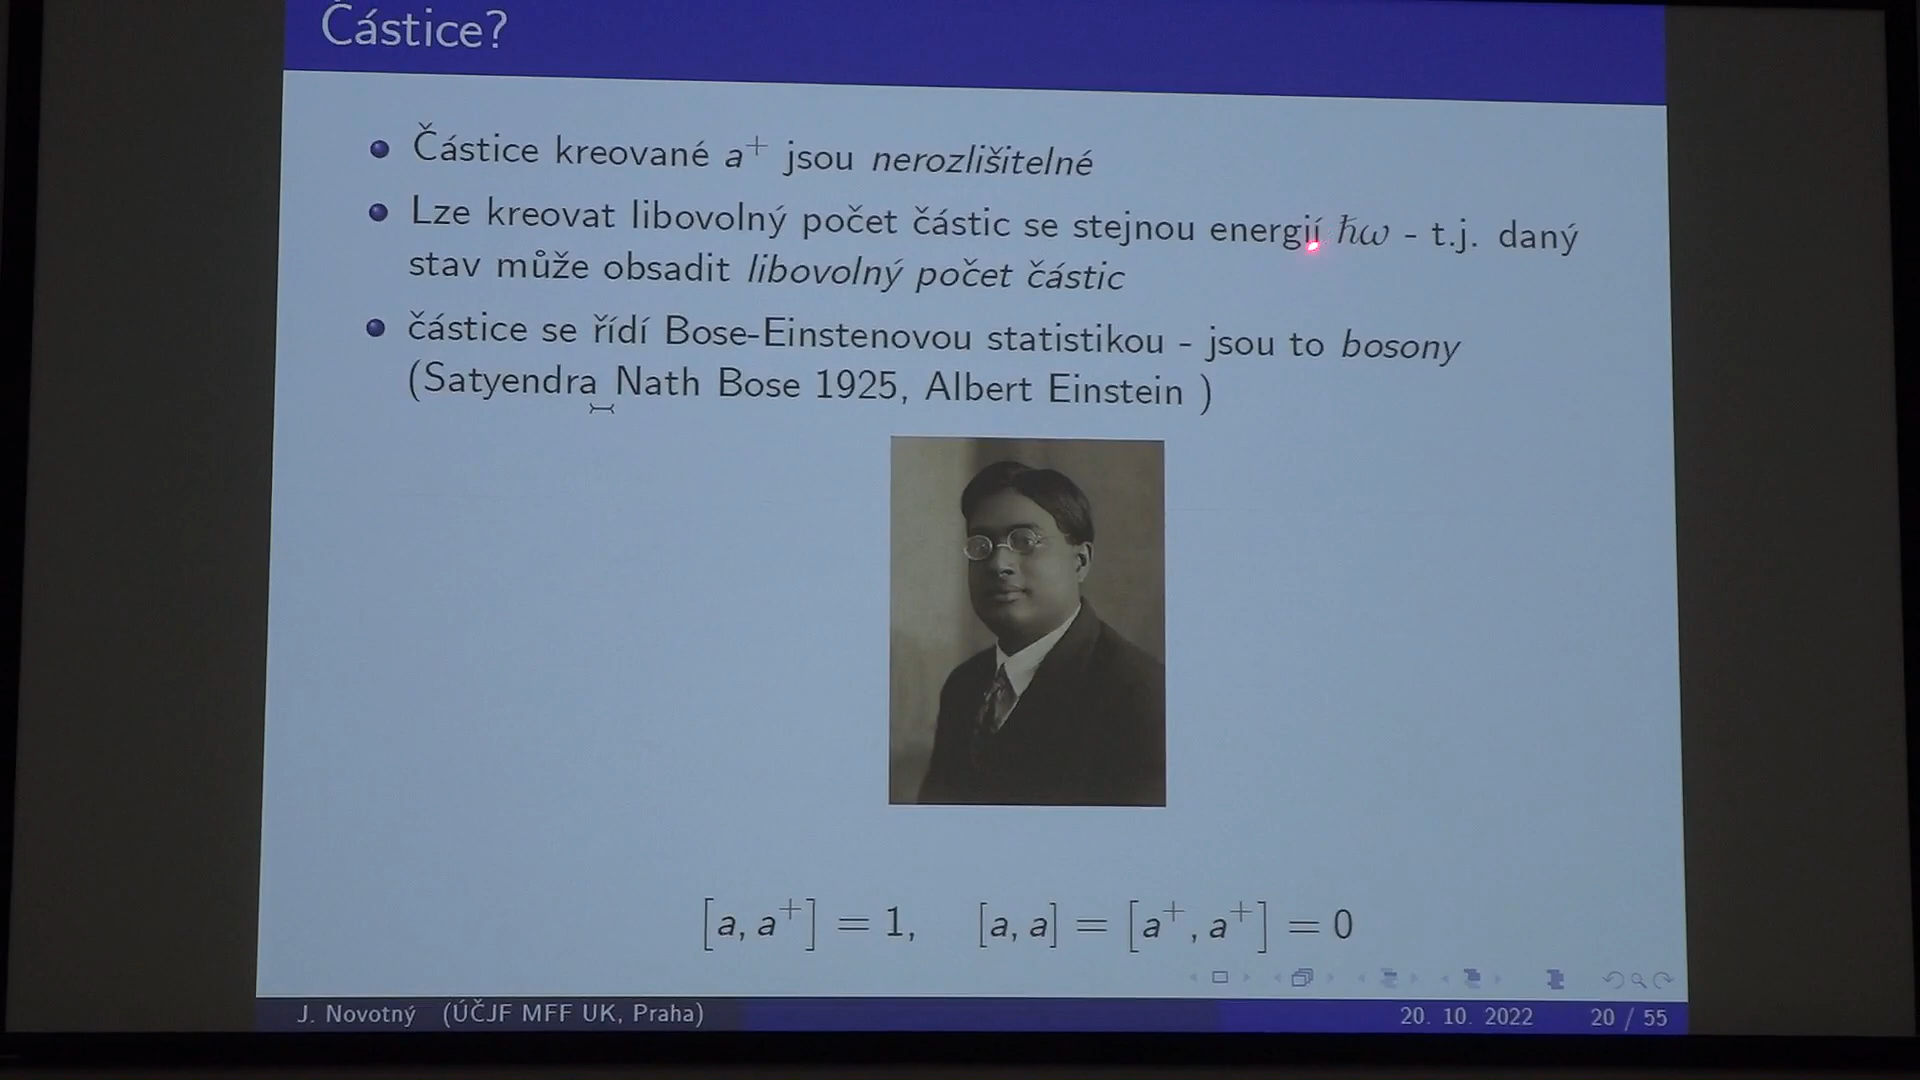 Částice?
Částice kreované a⁺ jsou nerozlišitelné
Lze kreovat libovolný počet částic se stejnou energií ħω - t.j. daný
stav může obsadit libovolný počet částic
částice se řídí Bose-Einstenovou statistikou - jsou to bosony
(Satyendra Nath Bose 1925, Albert Einstein )
[a, a⁺] = 1, [a, a] = [a⁺, a⁺] = 0
J. Novotný (ÚČJF MFF UK, Praha) 20. 10. 2022 20 / 55